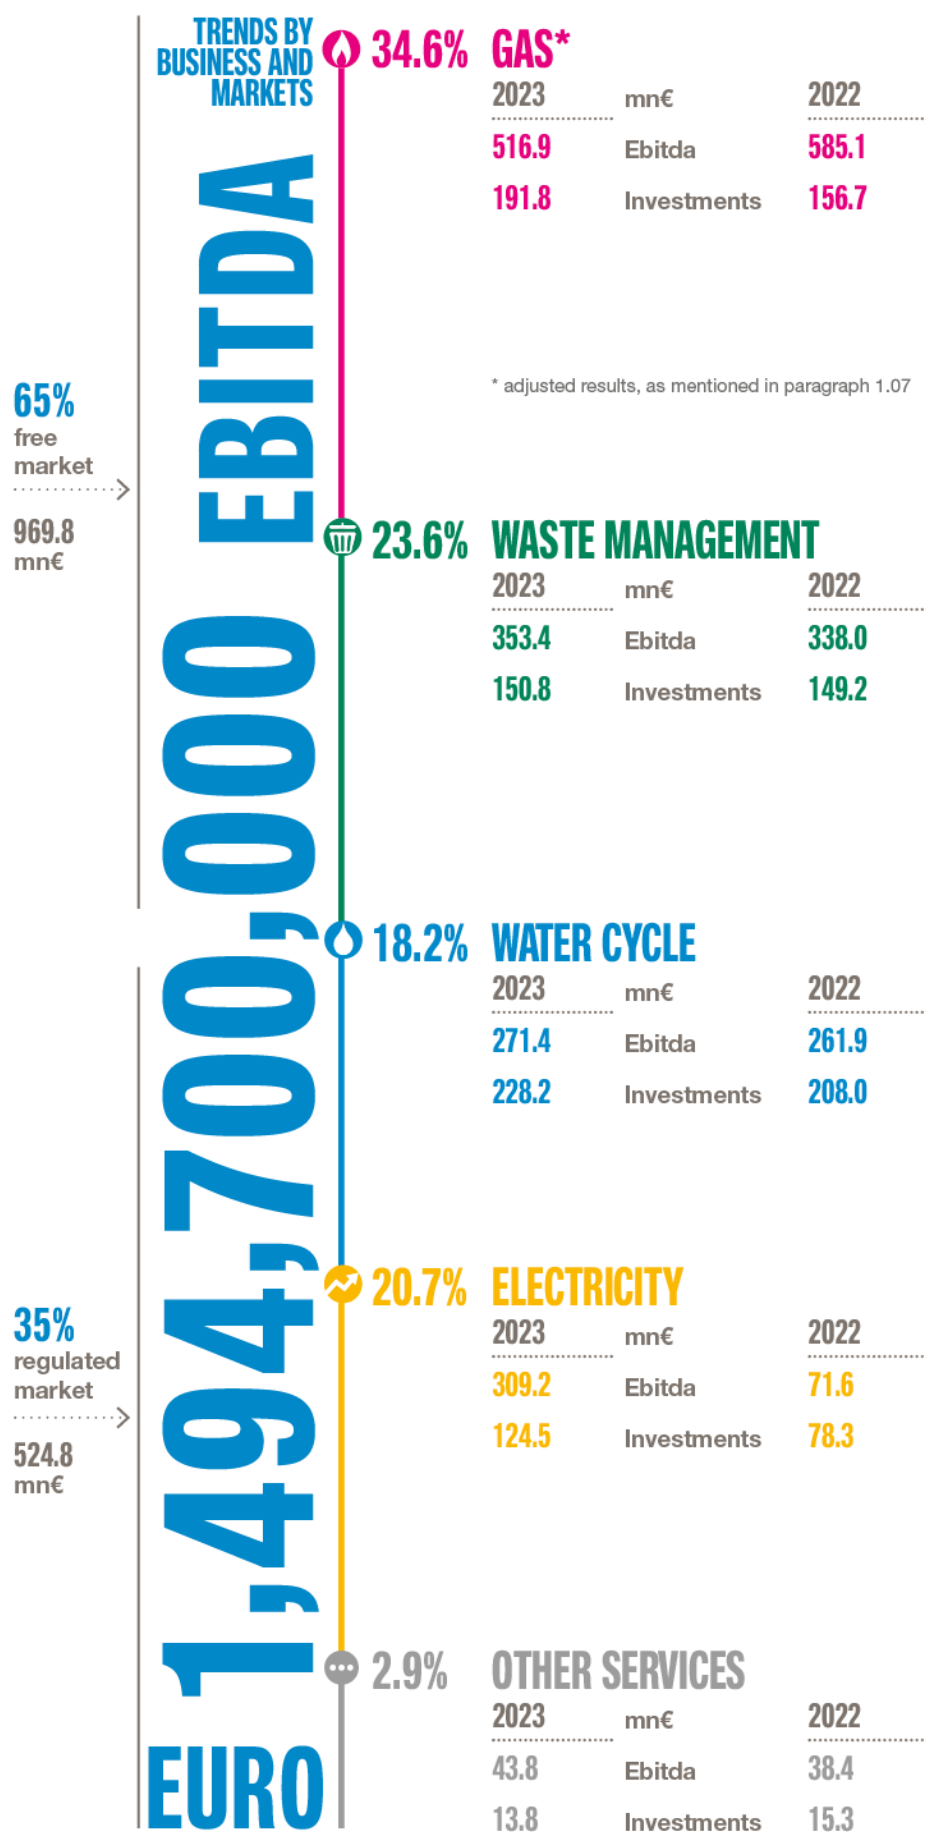 TRENDS BY
BUSINESS AND
MARKETS
EURO 1,494,700,000 EBITDA
65%
free
market
969.8
mn€
35%
regulated
market
524.8
mn€
34.6% GAS*
2023 mn€ 2022
516.9 Ebitda 585.1
191.8 Investments 156.7
* adjusted results, as mentioned in paragraph 1.07
23.6% WASTE MANAGEMENT
2023 mn€ 2022
353.4 Ebitda 338.0
150.8 Investments 149.2
18.2% WATER CYCLE
2023 mn€ 2022
271.4 Ebitda 261.9
228.2 Investments 208.0
20.7% ELECTRICITY
2023 mn€ 2022
309.2 Ebitda 71.6
124.5 Investments 78.3
2.9% OTHER SERVICES
2023 mn€ 2022
43.8 Ebitda 38.4
13.8 Investments 15.3